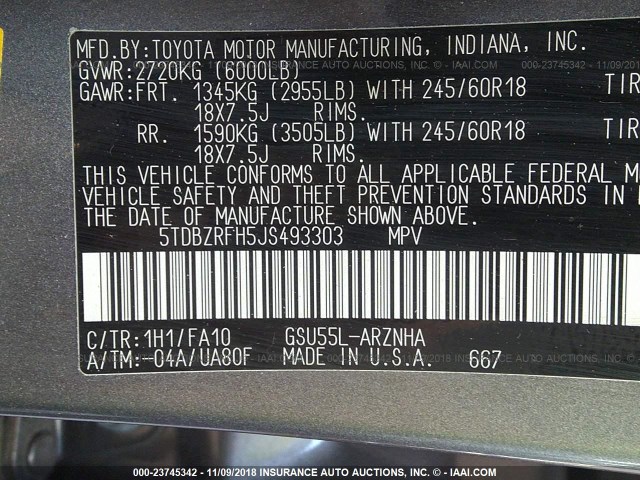 MFD.BY:TOYOTA MOTOR MANUFACTURING, INDIANA, INC.
GVWR:2720KG (6000LB)
GAWR:FRT. 1345KG (2955LB) WITH 245/60R18 TIR
18X7.5J RIMS.
RR. 1590KG (3505LB) WITH 245/60R18 TIR
18X7.5J RIMS.
THIS VEHICLE CONFORMS TO ALL APPLICABLE FEDERAL M
VEHICLE SAFETY AND THEFT PREVENTION STANDARDS IN
THE DATE OF MANUFACTURE SHOWN ABOVE.
5TDBZRFH5JS493303 MPV
C/TR:1H1/FA10 GSU55L-ARZNHA
A/TM:-04A/UA80F MADE IN U.S.A. 667
000-23745342 - 11/09/2018 INSURANCE AUTO AUCTIONS INC. (C) - IAAI.COM